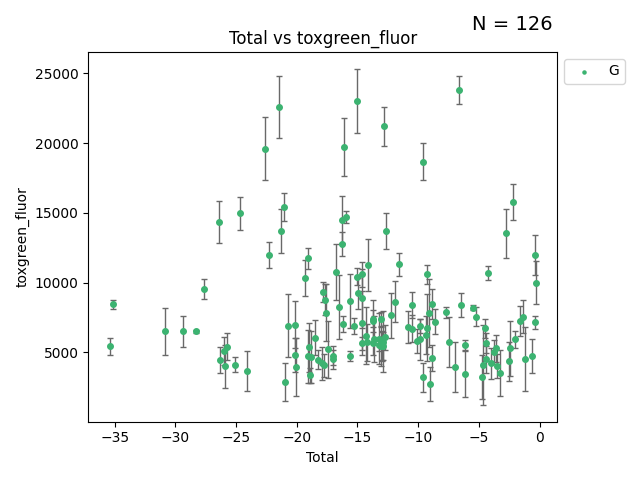 N = 126
Total vs toxgreen_fluor
G
25000
20000
15000
10000
5000
toxgreen_fluor
−35 −30 −25 −20 −15 −10 −5 0
Total